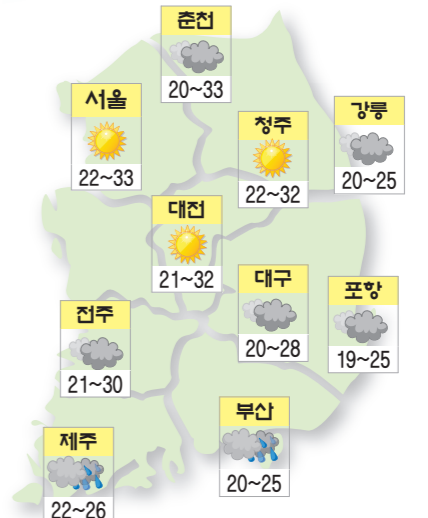 춘천
20~33
서울
22~33
청주
22~32
강릉
20~25
대전
21~32
대구
20~28
포항
19~25
전주
21~30
부산
20~25
제주
22~26